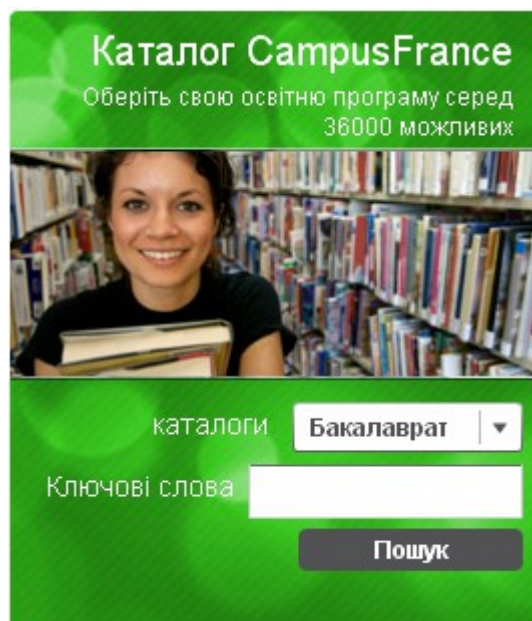 Каталог CampusFrance
Оберіть свою освітню програму серед
36000 можливих
каталоги Бакалаврат
Ключові слова
Пошук